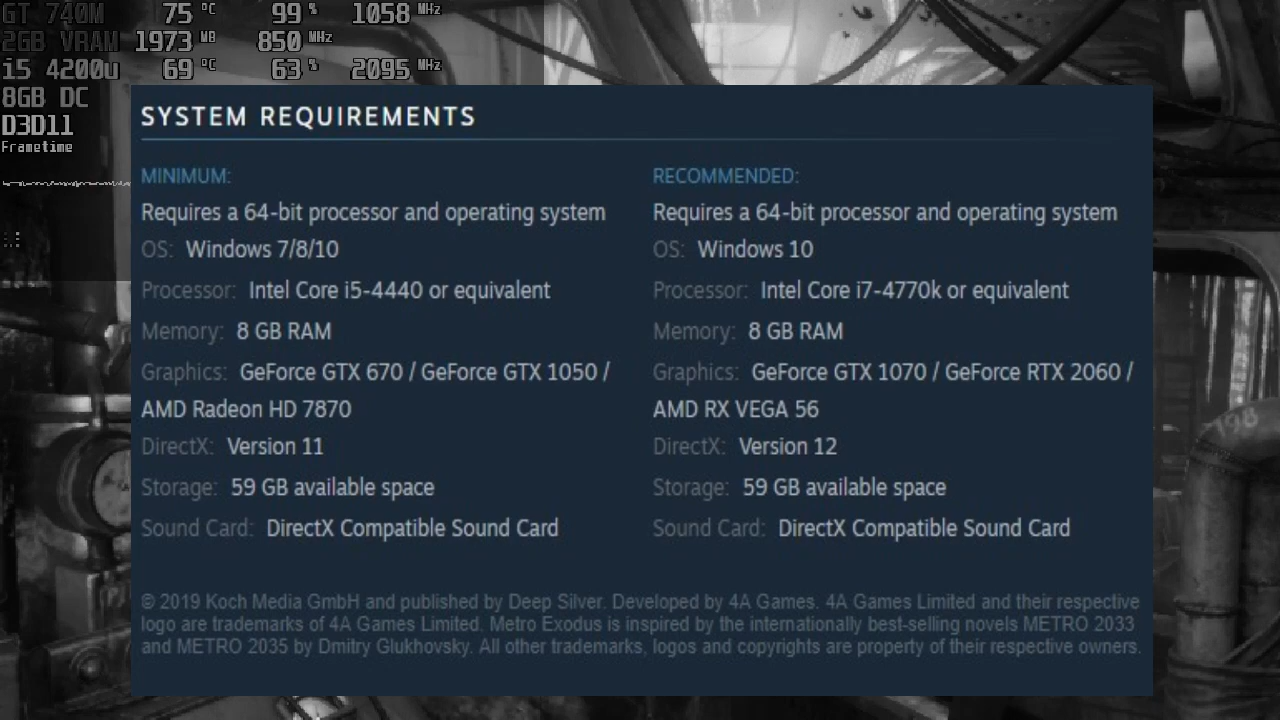 GT 740M 75 °C 99 % 1058 MHz
2GB VRAM 1973 MB 850 MHz
i5 4200u 69 °C 63 % 2095 MHz
8GB DC
D3D11
Frametime
SYSTEM REQUIREMENTS
MINIMUM:
Requires a 64-bit processor and operating system
OS: Windows 7/8/10
Processor: Intel Core i5-4440 or equivalent
Memory: 8 GB RAM
Graphics: GeForce GTX 670 / GeForce GTX 1050 /
AMD Radeon HD 7870
DirectX: Version 11
Storage: 59 GB available space
Sound Card: DirectX Compatible Sound Card
RECOMMENDED:
Requires a 64-bit processor and operating system
OS: Windows 10
Processor: Intel Core i7-4770k or equivalent
Memory: 8 GB RAM
Graphics: GeForce GTX 1070 / GeForce RTX 2060 /
AMD RX VEGA 56
DirectX: Version 12
Storage: 59 GB available space
Sound Card: DirectX Compatible Sound Card
© 2019 Koch Media GmbH and published by Deep Silver. Developed by 4A Games. 4A Games Limited and their respective
logo are trademarks of 4A Games Limited. Metro Exodus is inspired by the internationally best-selling novels METRO 2033
and METRO 2035 by Dmitry Glukhovsky. All other trademarks, logos and copyrights are property of their respective owners.
198